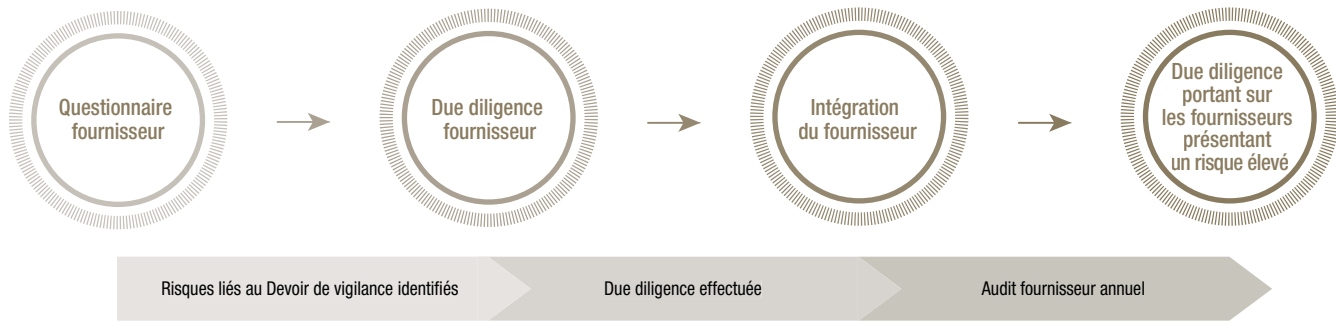 Questionnaire
fournisseur
Due diligence
fournisseur
Intégration
du fournisseur
Due diligence
portant sur
les fournisseurs
présentant
un risque élevé
Risques liés au Devoir de vigilance identifiés
Due diligence effectuée
Audit fournisseur annuel